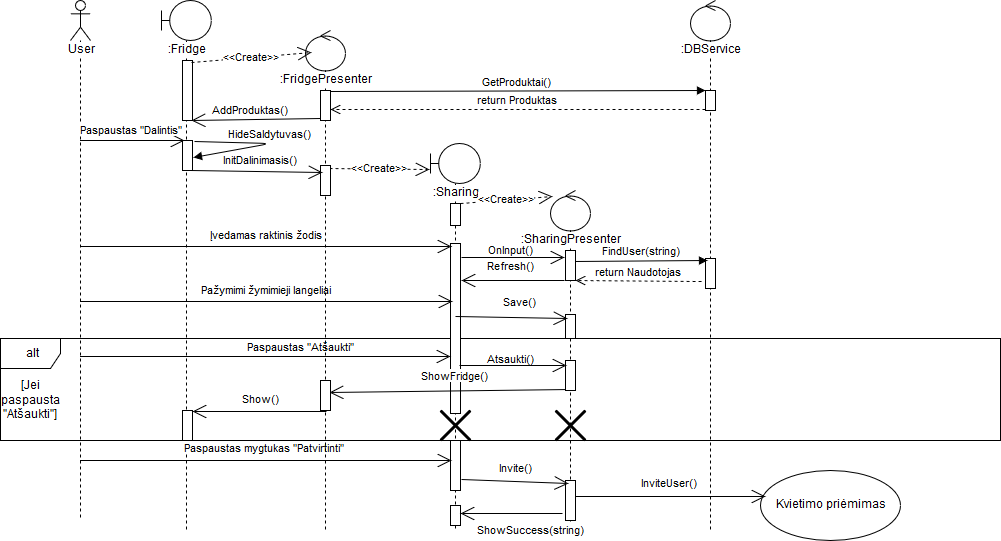 User
:Fridge
:FridgePresenter
:DBService
<<Create>>
GetProduktai()
return Produktas
AddProduktas()
Paspaustas "Dalintis"
HideSaldytuvas()
InitDalinimasis()
<<Create>>
:Sharing
<<Create>>
:SharingPresenter
Įvedamas raktinis žodis
OnInput()
FindUser(string)
Refresh()
return Naudotojas
Pažymimi žymimieji langeliai
Save()
alt
Paspaustas "Atšaukti"
Atsaukti()
[Jei
paspausta
"Atšaukti"]
ShowFridge()
Show()
Paspaustas mygtukas "Patvirtinti"
Invite()
InviteUser()
Kvietimo priėmimas
ShowSuccess(string)